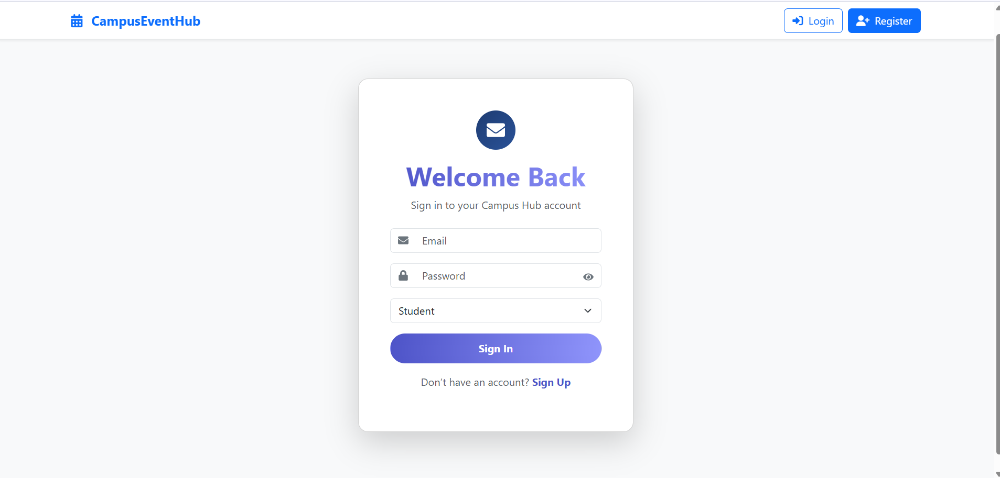 CampusEventHub
Login
Register
Welcome Back
Sign in to your Campus Hub account
Email
Password
Student
Sign In
Don’t have an account? Sign Up